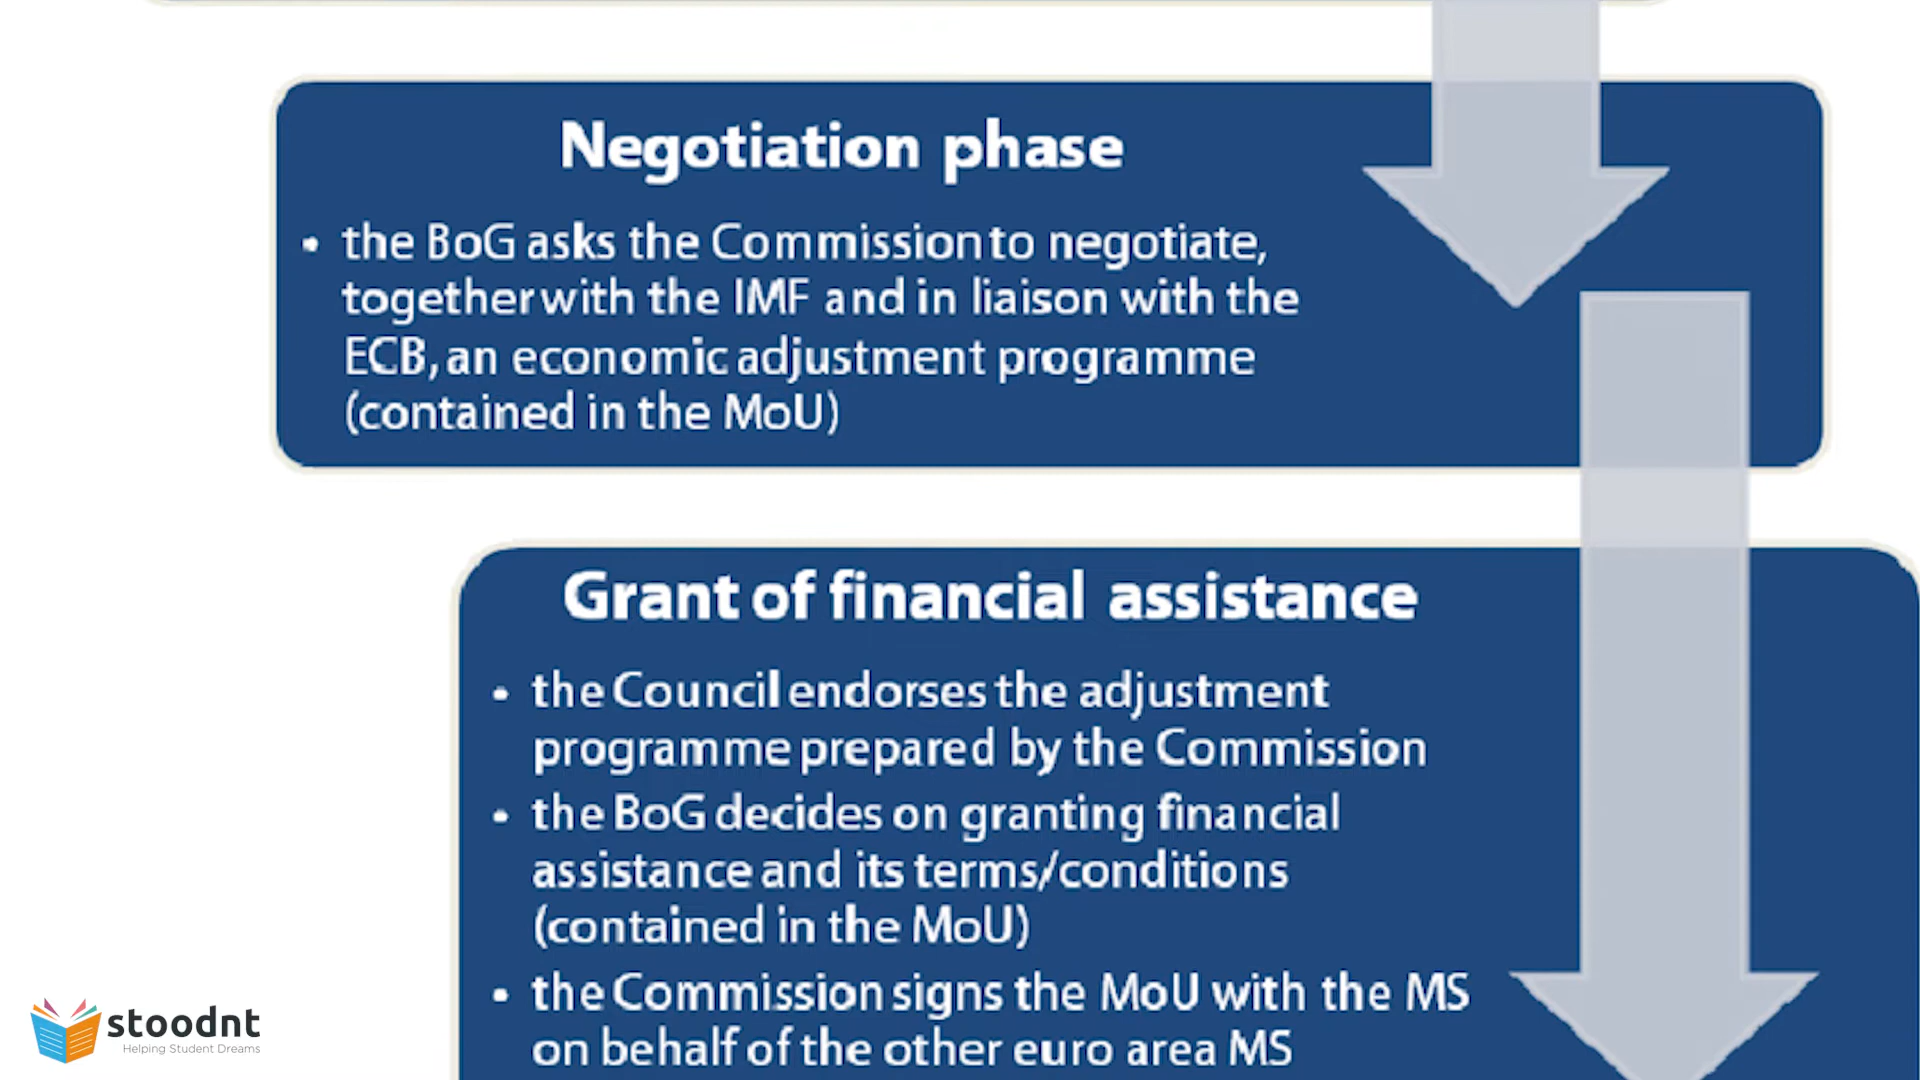 Negotiation phase
• the BoG asks the Commission to negotiate,
together with the IMF and in liaison with the
ECB, an economic adjustment programme
(contained in the MoU)
Grant of financial assistance
• the Council endorses the adjustment
programme prepared by the Commission
• the BoG decides on granting financial
assistance and its terms/conditions
(contained in the MoU)
• the Commission signs the MoU with the MS
on behalf of the other euro area MS
stoodnt
Helping Student Dreams